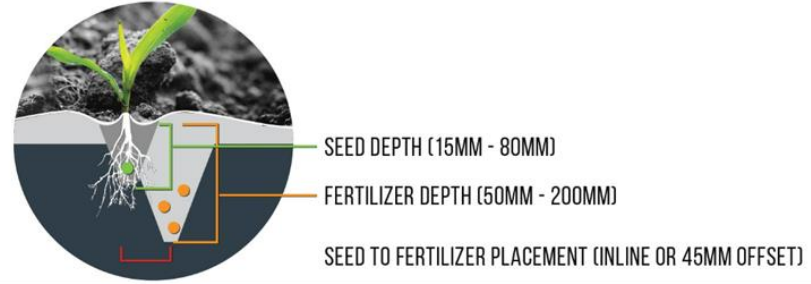 SEED DEPTH (15MM - 80MM)
FERTILIZER DEPTH (50MM - 200MM)
SEED TO FERTILIZER PLACEMENT (INLINE OR 45MM OFFSET)